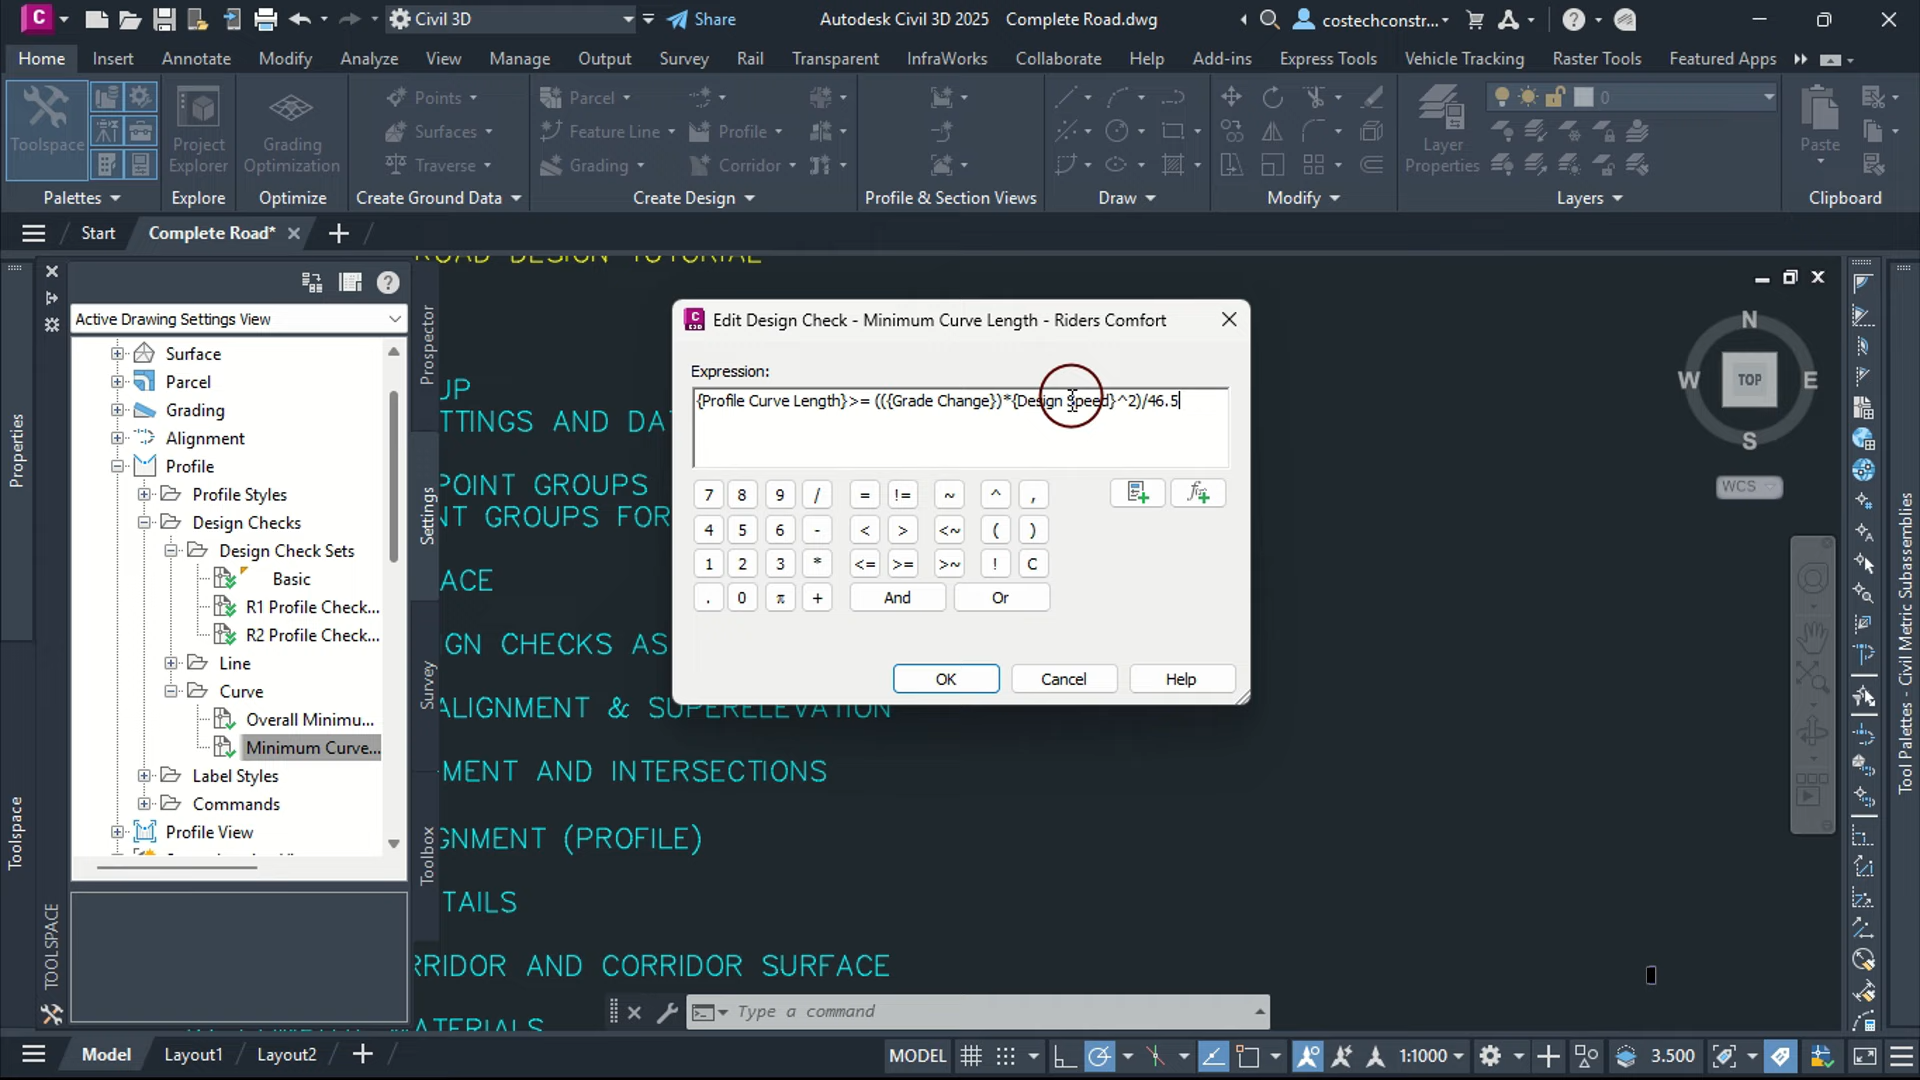 Civil 3D
Share
Autodesk Civil 3D 2025 Complete Road.dwg
costechconstr...
Home Insert Annotate Modify Analyze View Manage Output Survey Rail Transparent InfraWorks Collaborate Help Add-ins Express Tools Vehicle Tracking Raster Tools Featured Apps
Toolspace
Project Explorer
Grading Optimization
Points
Surfaces
Traverse
Parcel
Feature Line
Grading
Profile
Corridor
Layer Properties
0
Paste
Palettes Explore Optimize Create Ground Data Create Design Profile & Section Views Draw Modify Layers Clipboard
Start Complete Road*
Active Drawing Settings View
Surface
Parcel
Grading
Alignment
Profile
Profile Styles
Design Checks
Design Check Sets
Basic
R1 Profile Check...
R2 Profile Check...
Line
Curve
Overall Minimu...
Minimum Curve...
Label Styles
Commands
Profile View
Properties
Toolspace
TOOLSPACE
Prospector
Settings
Survey
Toolbox
ROAD DESIGN TUTORIAL
UP
TTINGS AND DA
POINT GROUPS
NT GROUPS FOR
ACE
GN CHECKS AS
ALIGNMENT & SUPERELEVATION
MENT AND INTERSECTIONS
GNMENT (PROFILE)
TAILS
RRIDOR AND CORRIDOR SURFACE
MATERIALS
Edit Design Check - Minimum Curve Length - Riders Comfort
Expression:
{Profile Curve Length}>= (({Grade Change})*{Design Speed}^2)/46.5
7 8 9 / = != ~ ^ ,
4 5 6 - < > <~ ( )
1 2 3 * <= >= >~ ! C
. 0 π + And Or
OK Cancel Help
N
W TOP E
S
WCS
Tool Palettes - Civil Metric Subassemblies
Type a command
Model Layout1 Layout2
MODEL 1:1000 3.500